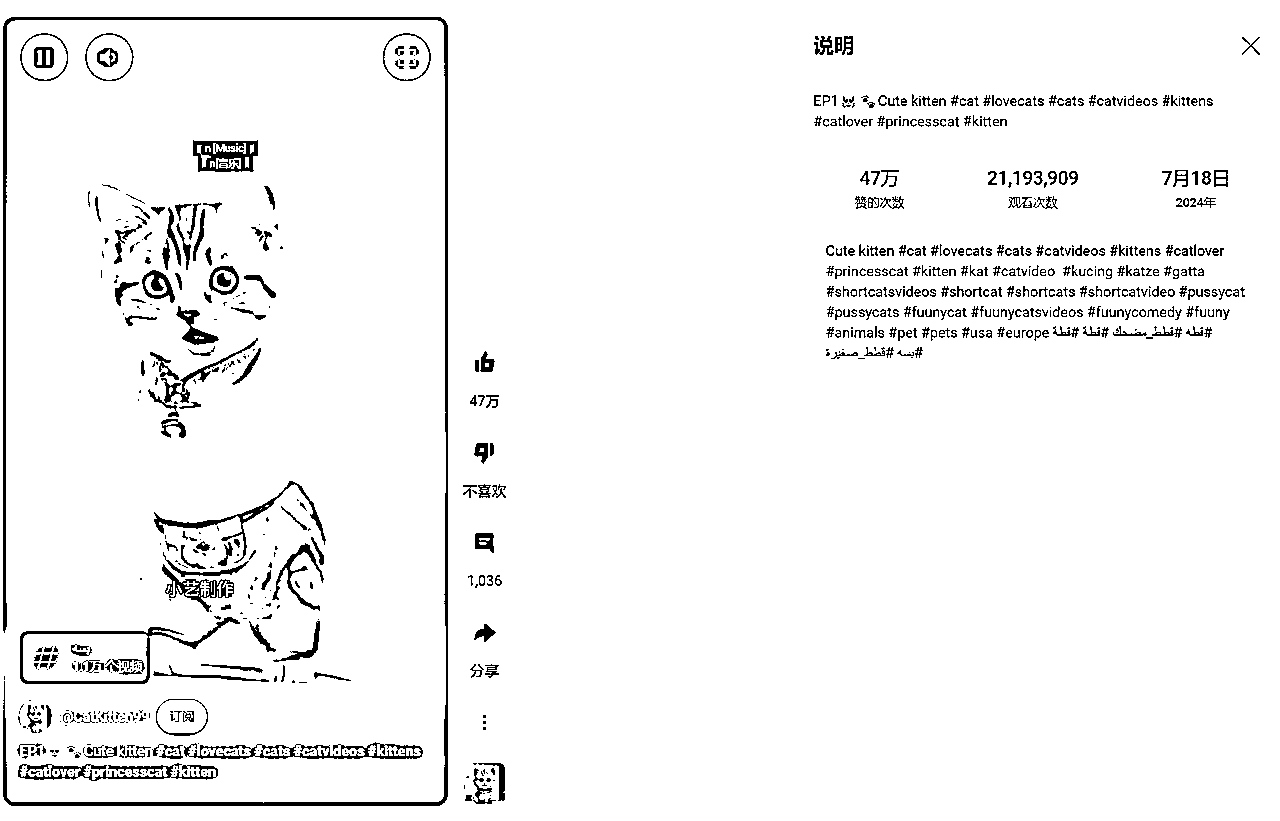 [Music]
[音乐]
小艺制作
#
11万个视频
@CatKitten99 订阅
EP1 Cute kitten #cat #lovecats #cats #catvideos #kittens
#catlover #princesscat #kitten
47万
不喜欢
1,036
分享
说明
EP1 Cute kitten #cat #lovecats #cats #catvideos #kittens
#catlover #princesscat #kitten
47万 21,193,909 7月18日
赞的次数 观看次数 2024年
Cute kitten #cat #lovecats #cats #catvideos #kittens #catlover
#princesscat #kitten #kat #catvideo #kucing #katze #gatta
#shortcatsvideos #shortcat #shortcats #shortcatvideo #pussycat
#pussycats #fuunycat #fuunycatsvideos #fuunycomedy #fuuny
#animals #pet #pets #usa #europe #قطه #قطط_مضحك #قطة #قطة
#بسه #قطط_صغيرة